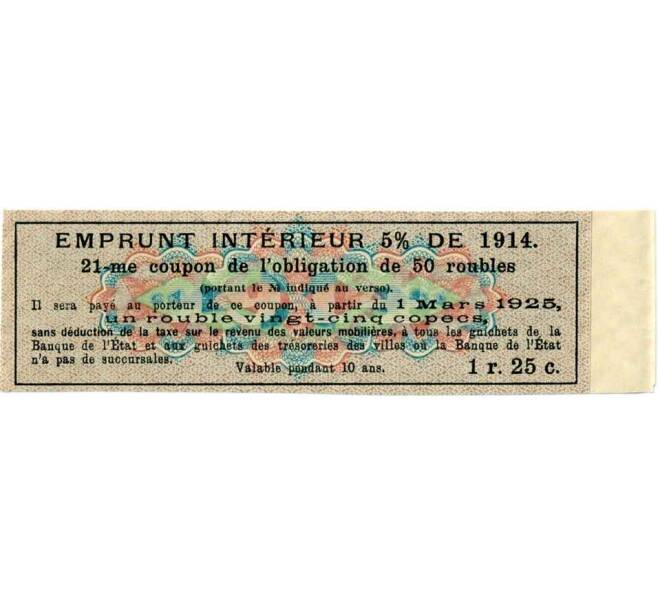 EMPRUNT INTÉRIEUR 5% DE 1914.
21-me coupon de l'obligation de 50 roubles
(portant le № indiqué au verso).
Il sera payé au porteur de ce coupon, à partir du 1 Mars 1925,
un rouble vingt-cinq copecs,
sans déduction de la taxe sur le revenu des valeurs mobilières, à tous les guichets de la
Banque de l'État et aux guichets des trésoreries des villes où la Banque de l'État
n'a pas de succursales.
Valable pendant 10 ans.
1 r. 25 c.